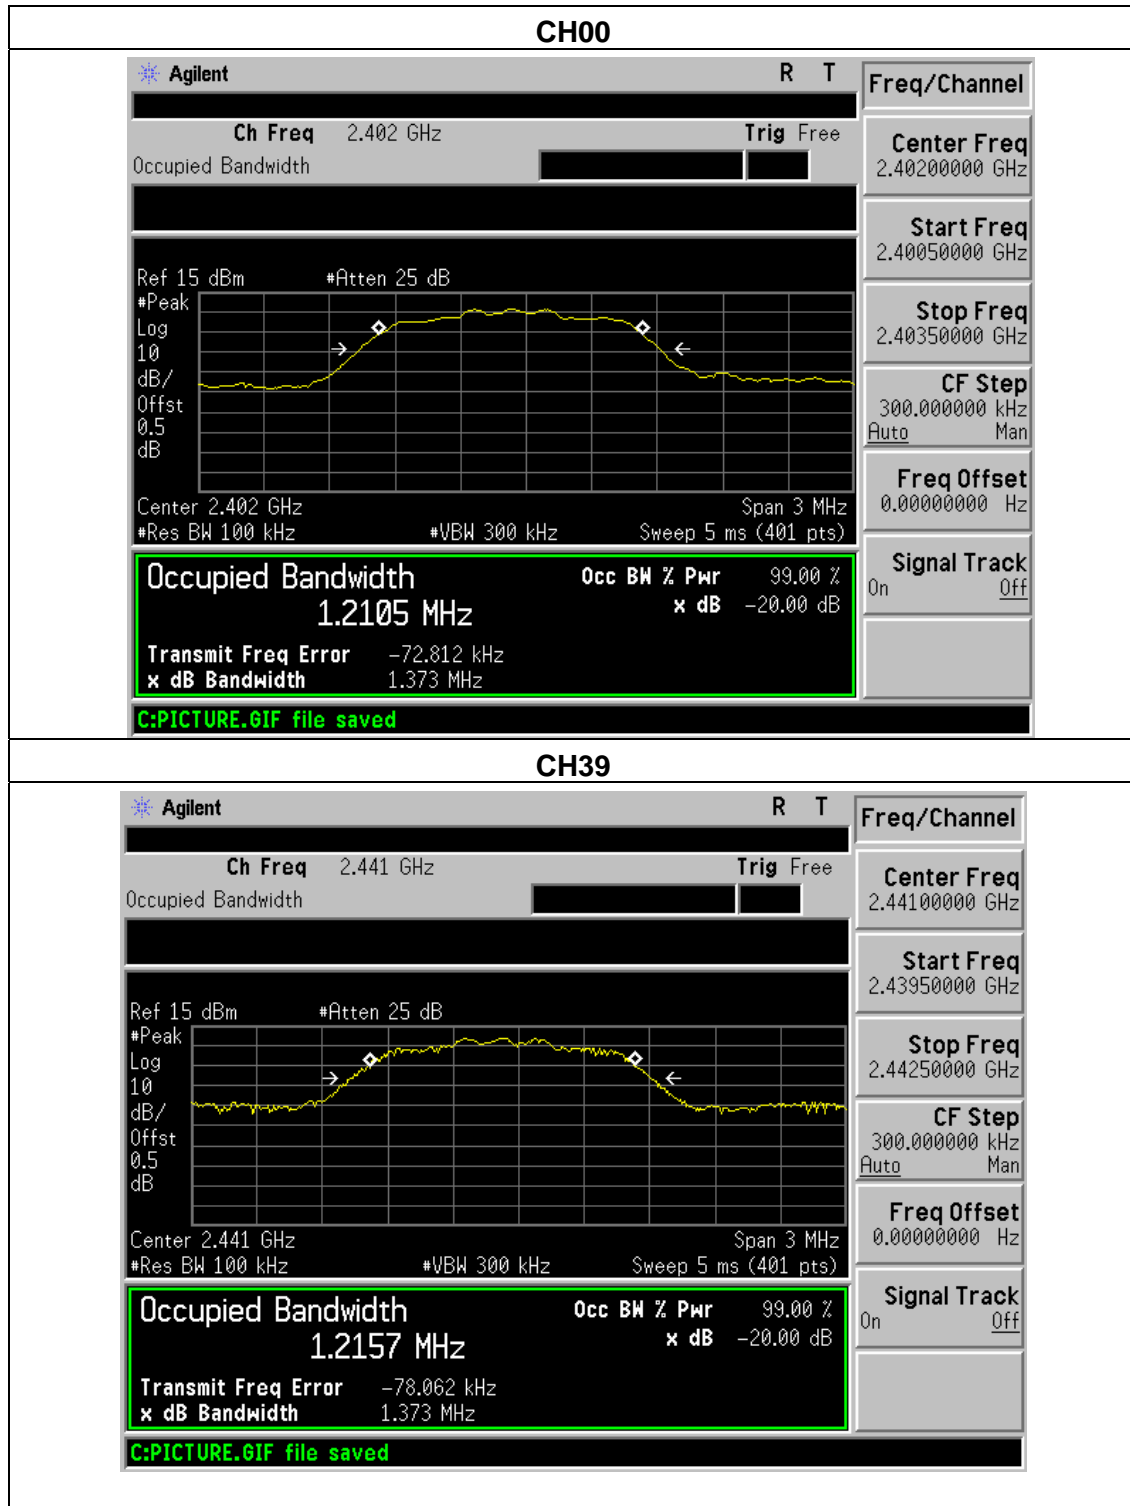 CH00
Agilent R T
Ch Freq 2.402 GHz Trig Free
Occupied Bandwidth
Ref 15 dBm #Atten 25 dB
#Peak
Log
10
dB/
Offst
0.5
dB
Center 2.402 GHz Span 3 MHz
#Res BW 100 kHz #VBW 300 kHz Sweep 5 ms (401 pts)
Occupied Bandwidth Occ BW % Pwr 99.00 %
1.2105 MHz x dB -20.00 dB
Transmit Freq Error -72.812 kHz
x dB Bandwidth 1.373 MHz
C:PICTURE.GIF file saved
Freq/Channel
Center Freq
2.40200000 GHz
Start Freq
2.40050000 GHz
Stop Freq
2.40350000 GHz
CF Step
300.000000 kHz
Auto Man
Freq Offset
0.00000000 Hz
Signal Track
On Off
CH39
Agilent R T
Ch Freq 2.441 GHz Trig Free
Occupied Bandwidth
Ref 15 dBm #Atten 25 dB
#Peak
Log
10
dB/
Offst
0.5
dB
Center 2.441 GHz Span 3 MHz
#Res BW 100 kHz #VBW 300 kHz Sweep 5 ms (401 pts)
Occupied Bandwidth Occ BW % Pwr 99.00 %
1.2157 MHz x dB -20.00 dB
Transmit Freq Error -78.062 kHz
x dB Bandwidth 1.373 MHz
C:PICTURE.GIF file saved
Freq/Channel
Center Freq
2.44100000 GHz
Start Freq
2.43950000 GHz
Stop Freq
2.44250000 GHz
CF Step
300.000000 kHz
Auto Man
Freq Offset
0.00000000 Hz
Signal Track
On Off